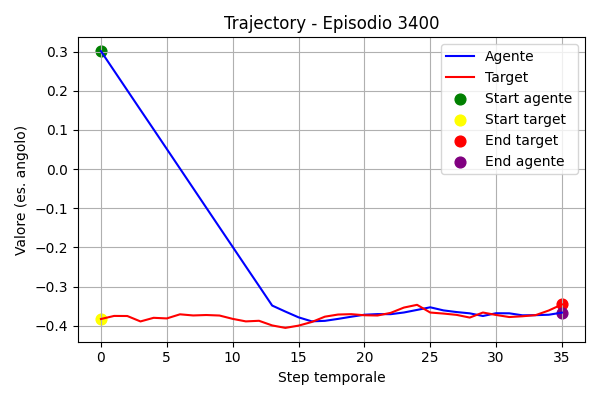 Trajectory - Episodio 3400
Agente
Target
Start agente
Start target
End target
End agente
Valore (es. angolo)
0.3
0.2
0.1
0.0
−0.1
−0.2
−0.3
−0.4
0 5 10 15 20 25 30 35
Step temporale